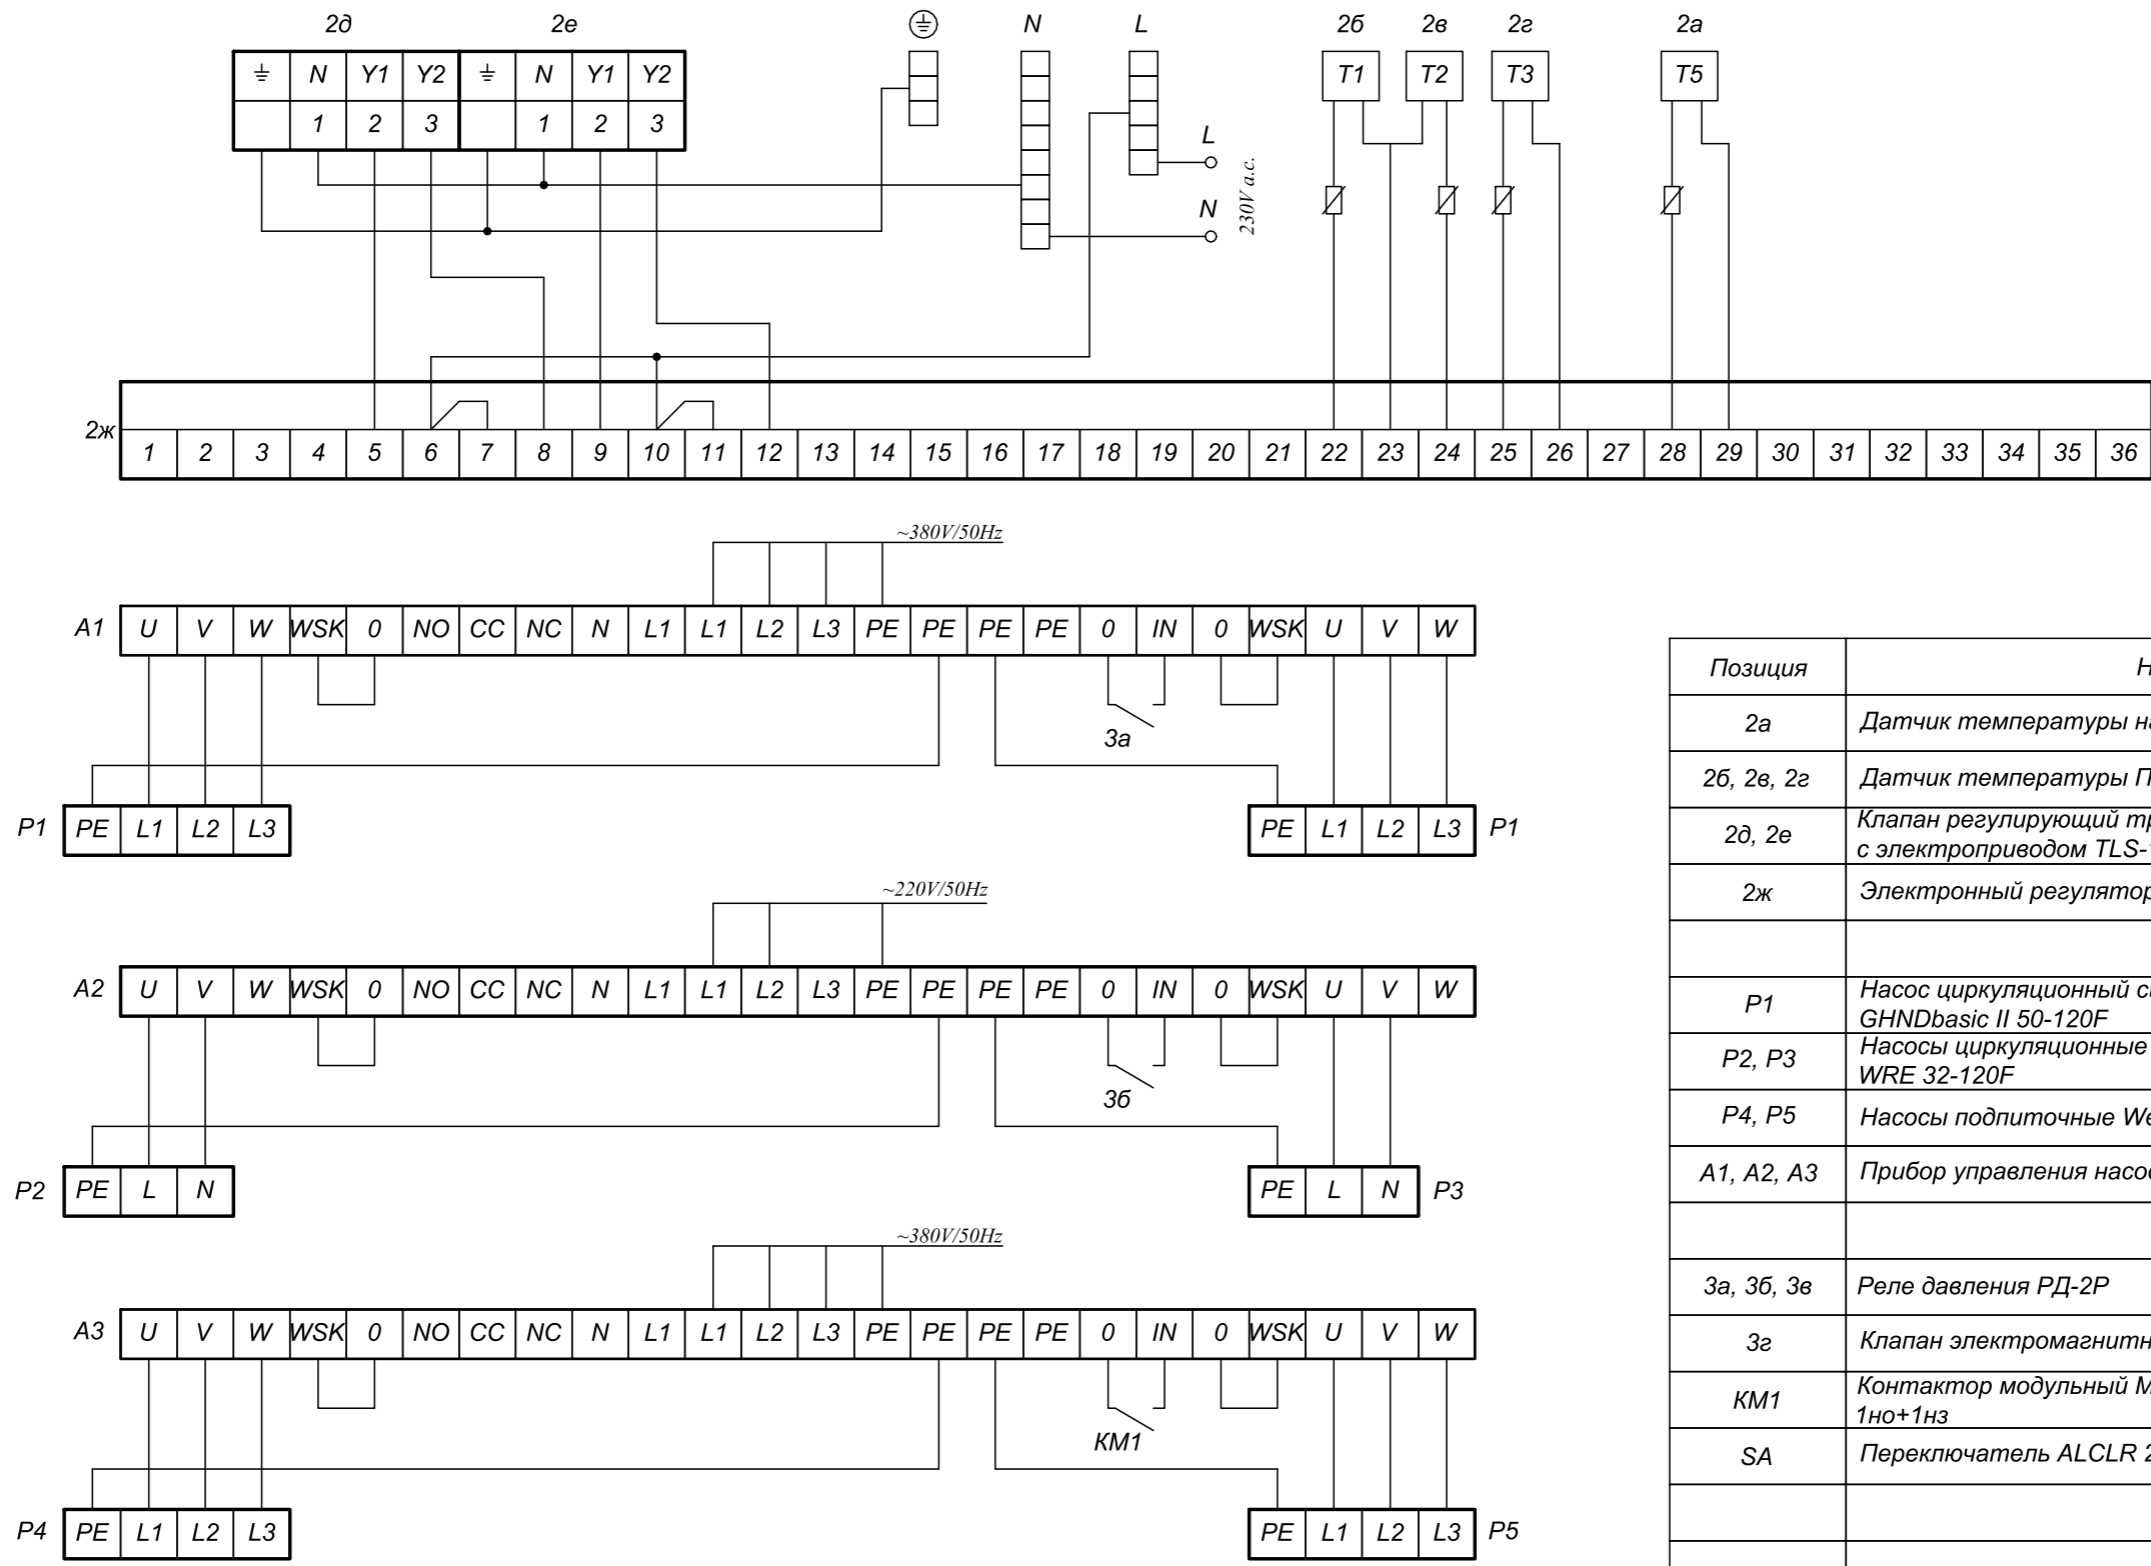 2д 2е N L 2б 2в 2г 2а
N Y1 Y2 N Y1 Y2 T1 T2 T3 T5
1 2 3 1 2 3
L
N
230V a.c.
2ж 1 2 3 4 5 6 7 8 9 10 11 12 13 14 15 16 17 18 19 20 21 22 23 24 25 26 27 28 29 30 31 32 33 34 35 36
~380V/50Hz
A1 U V W WSK 0 NO CC NC N L1 L1 L2 L3 PE PE PE PE 0 IN 0 WSK U V W
3а
P1 PE L1 L2 L3 PE L1 L2 L3 P1
~220V/50Hz
A2 U V W WSK 0 NO CC NC N L1 L1 L2 L3 PE PE PE PE 0 IN 0 WSK U V W
3б
P2 PE L N PE L N P3
~380V/50Hz
A3 U V W WSK 0 NO CC NC N L1 L1 L2 L3 PE PE PE PE 0 IN 0 WSK U V W
КМ1
P4 PE L1 L2 L3 PE L1 L2 L3 P5
Позиция Н
2а Датчик температуры на
2б, 2в, 2г Датчик температуры П
2д, 2е Клапан регулирующий тр
с электроприводом TLS-
2ж Электронный регулятор
P1 Насос циркуляционный си
GHNDbasic II 50-120F
P2, P3 Насосы циркуляционные
WRE 32-120F
P4, P5 Насосы подпиточные We
A1, A2, A3 Прибор управления насос
3а, 3б, 3в Реле давления РД-2Р
3г Клапан электромагнитн
КМ1 Контактор модульный М
1но+1нз
SA Переключатель ALCLR 2